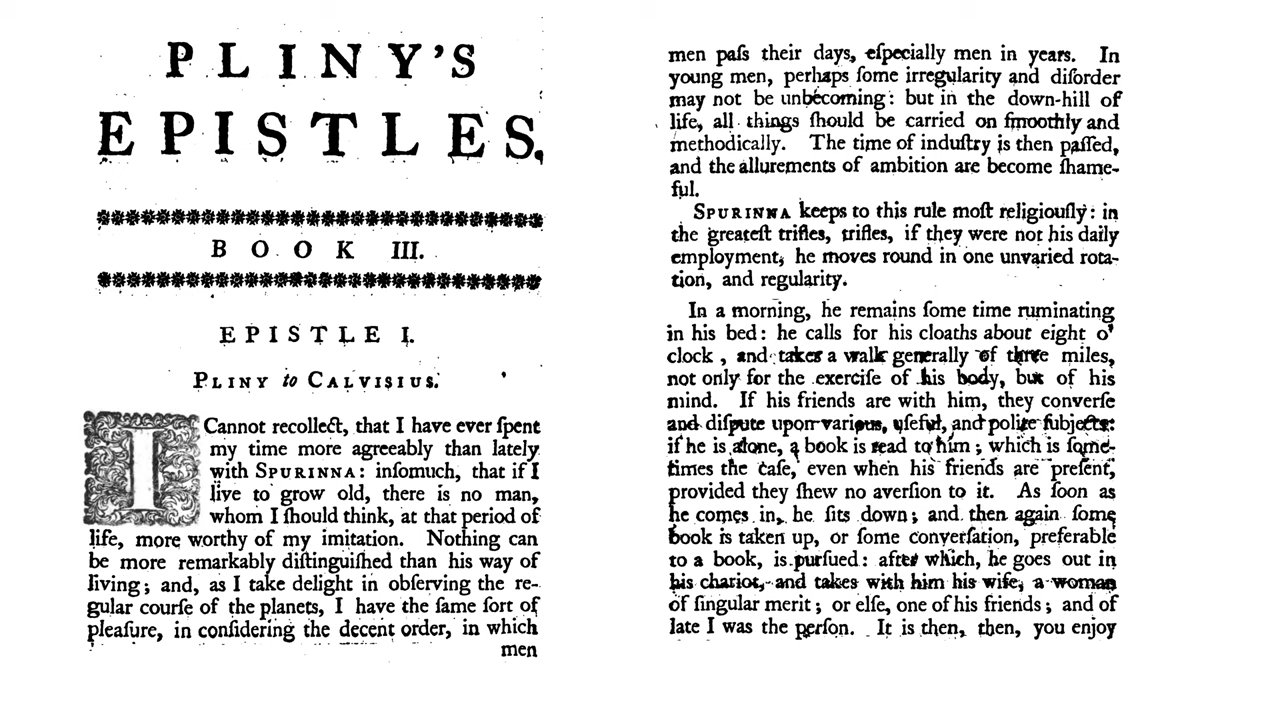 PLINY'S
EPISTLES.
BOOK III.
EPISTLE I.
PLINY to CALVISIUS.
I Cannot recollect, that I have ever ſpent
my time more agreeably than lately
with SPURINNA: inſomuch, that if I
live to grow old, there is no man,
whom I ſhould think, at that period of
life, more worthy of my imitation. Nothing can
be more remarkably diſtinguiſhed than his way of
living; and, as I take delight in obſerving the re-
gular courſe of the planets, I have the ſame ſort of
pleaſure, in conſidering the decent order, in which
men
men paſs their days, eſpecially men in years. In
young men, perhaps ſome irregularity and diſorder
may not be unbecoming: but in the down-hill of
life, all things ſhould be carried on ſmoothly and
methodically. The time of induſtry is then paſſed,
and the allurements of ambition are become ſhame-
ful.
SPURINNA keeps to this rule moſt religiouſly: in
the greateſt trifles, trifles, if they were not his daily
employment, he moves round in one unvaried rota-
tion, and regularity.
In a morning, he remains ſome time ruminating
in his bed: he calls for his cloaths about eight o'
clock, and takes a walk generally of three miles,
not only for the exerciſe of his body, but of his
mind. If his friends are with him, they converſe
and diſpute upon various, uſeful, and polite ſubjects:
if he is alone, a book is read to him; which is ſome-
times the caſe, even when his friends are preſent,
provided they ſhew no averſion to it. As ſoon as
he comes in, he ſits down; and then again ſome
book is taken up, or ſome converſation, preferable
to a book, is purſued: after which, he goes out in
his chariot, and takes with him his wife, a woman
of ſingular merit; or elſe, one of his friends; and of
late I was the perſon. It is then, then, you enjoy